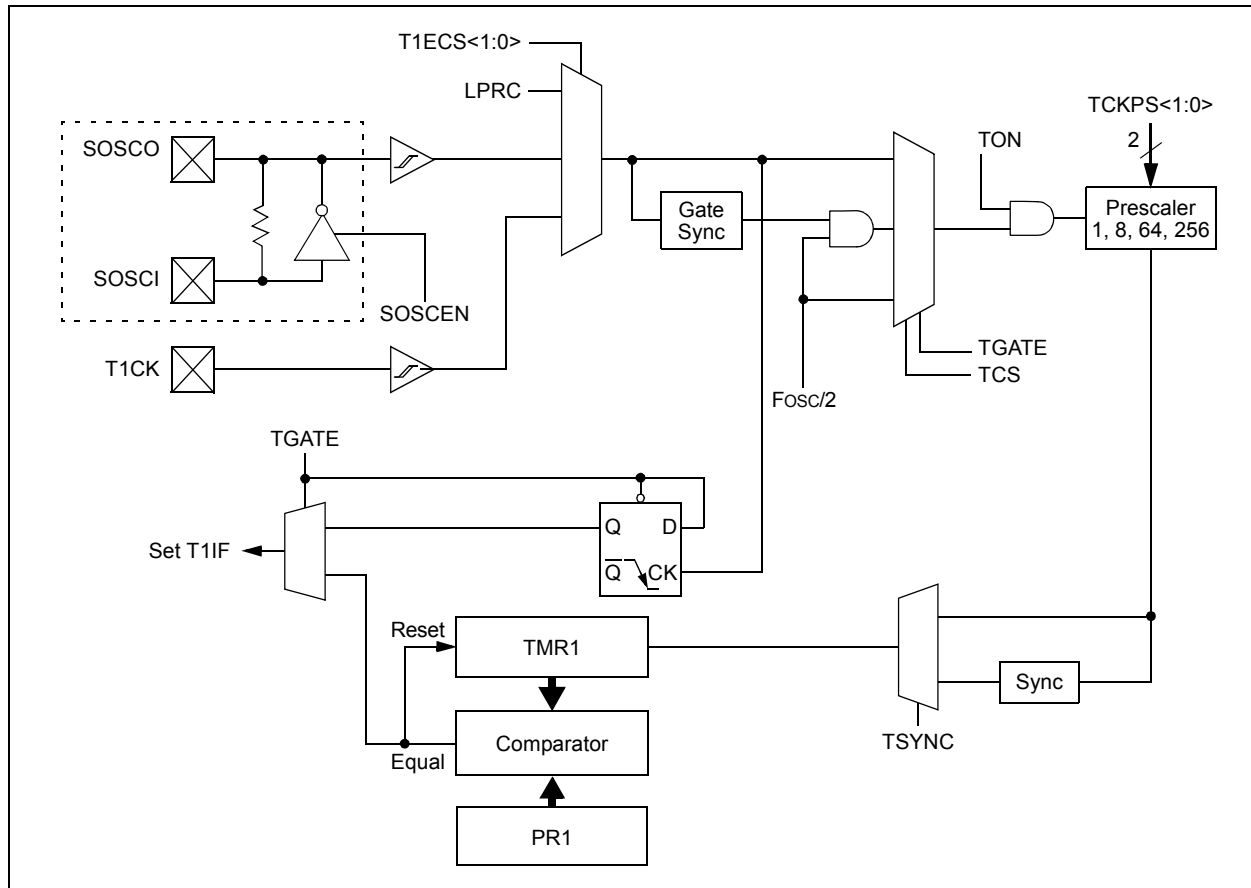 T1ECS<1:0>
LPRC
SOSCO
SOSCI
SOSCEN
T1CK
Gate
Sync
TON
TCKPS<1:0>
2
Prescaler
1, 8, 64, 256
TGATE
TCS
FOSC/2
TGATE
Set T1IF
Q D
Q CK
Reset
TMR1
Sync
TSYNC
Comparator
Equal
PR1